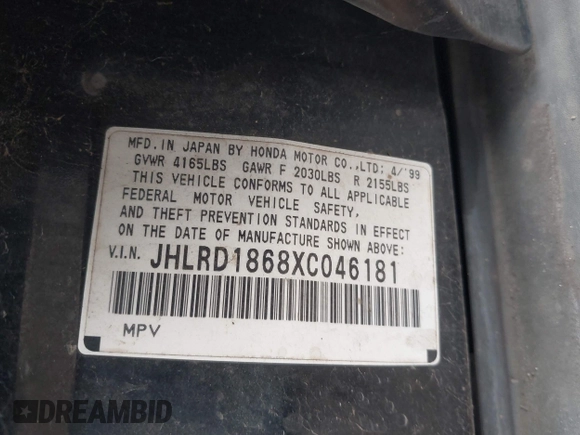 MFD. IN JAPAN BY HONDA MOTOR CO.,LTD: 4/'99
GVWR 4165LBS GAWR F 2030LBS R 2155LBS
THIS VEHICLE CONFORMS TO ALL APPLICABLE
FEDERAL MOTOR VEHICLE SAFETY,
AND THEFT PREVENTION STANDARDS IN EFFECT
ON THE DATE OF MANUFACTURE SHOWN ABOVE:
V.I.N. JHLRD1868XC046181
MPV
DREAMBID